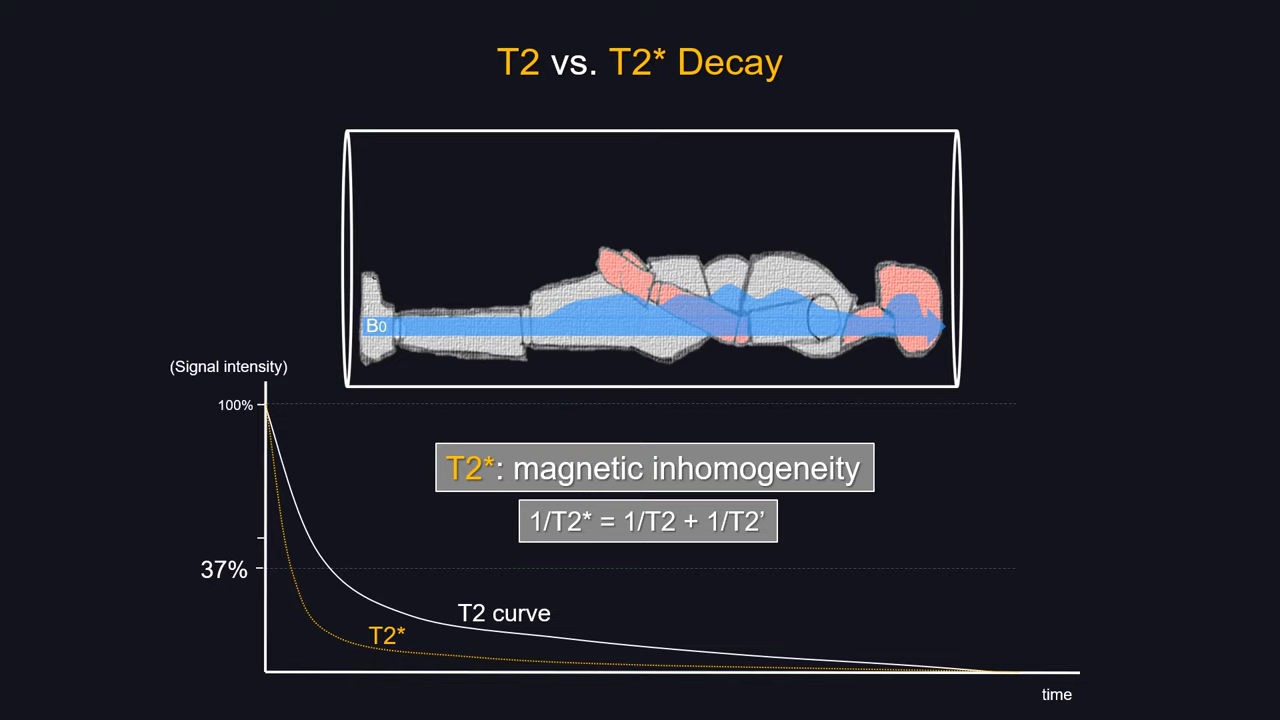 T2 vs. T2* Decay
B0
(Signal intensity)
100%
T2*: magnetic inhomogeneity
1/T2* = 1/T2 + 1/T2’
37%
T2 curve
T2*
time